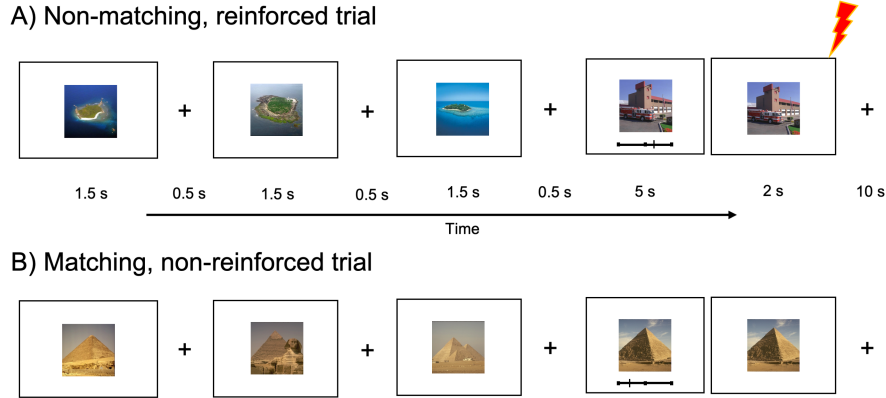 A) Non-matching, reinforced trial
+ + + +
1.5 s 0.5 s 1.5 s 0.5 s 1.5 s 0.5 s 5 s 2 s 10 s
Time
B) Matching, non-reinforced trial
+ + + +